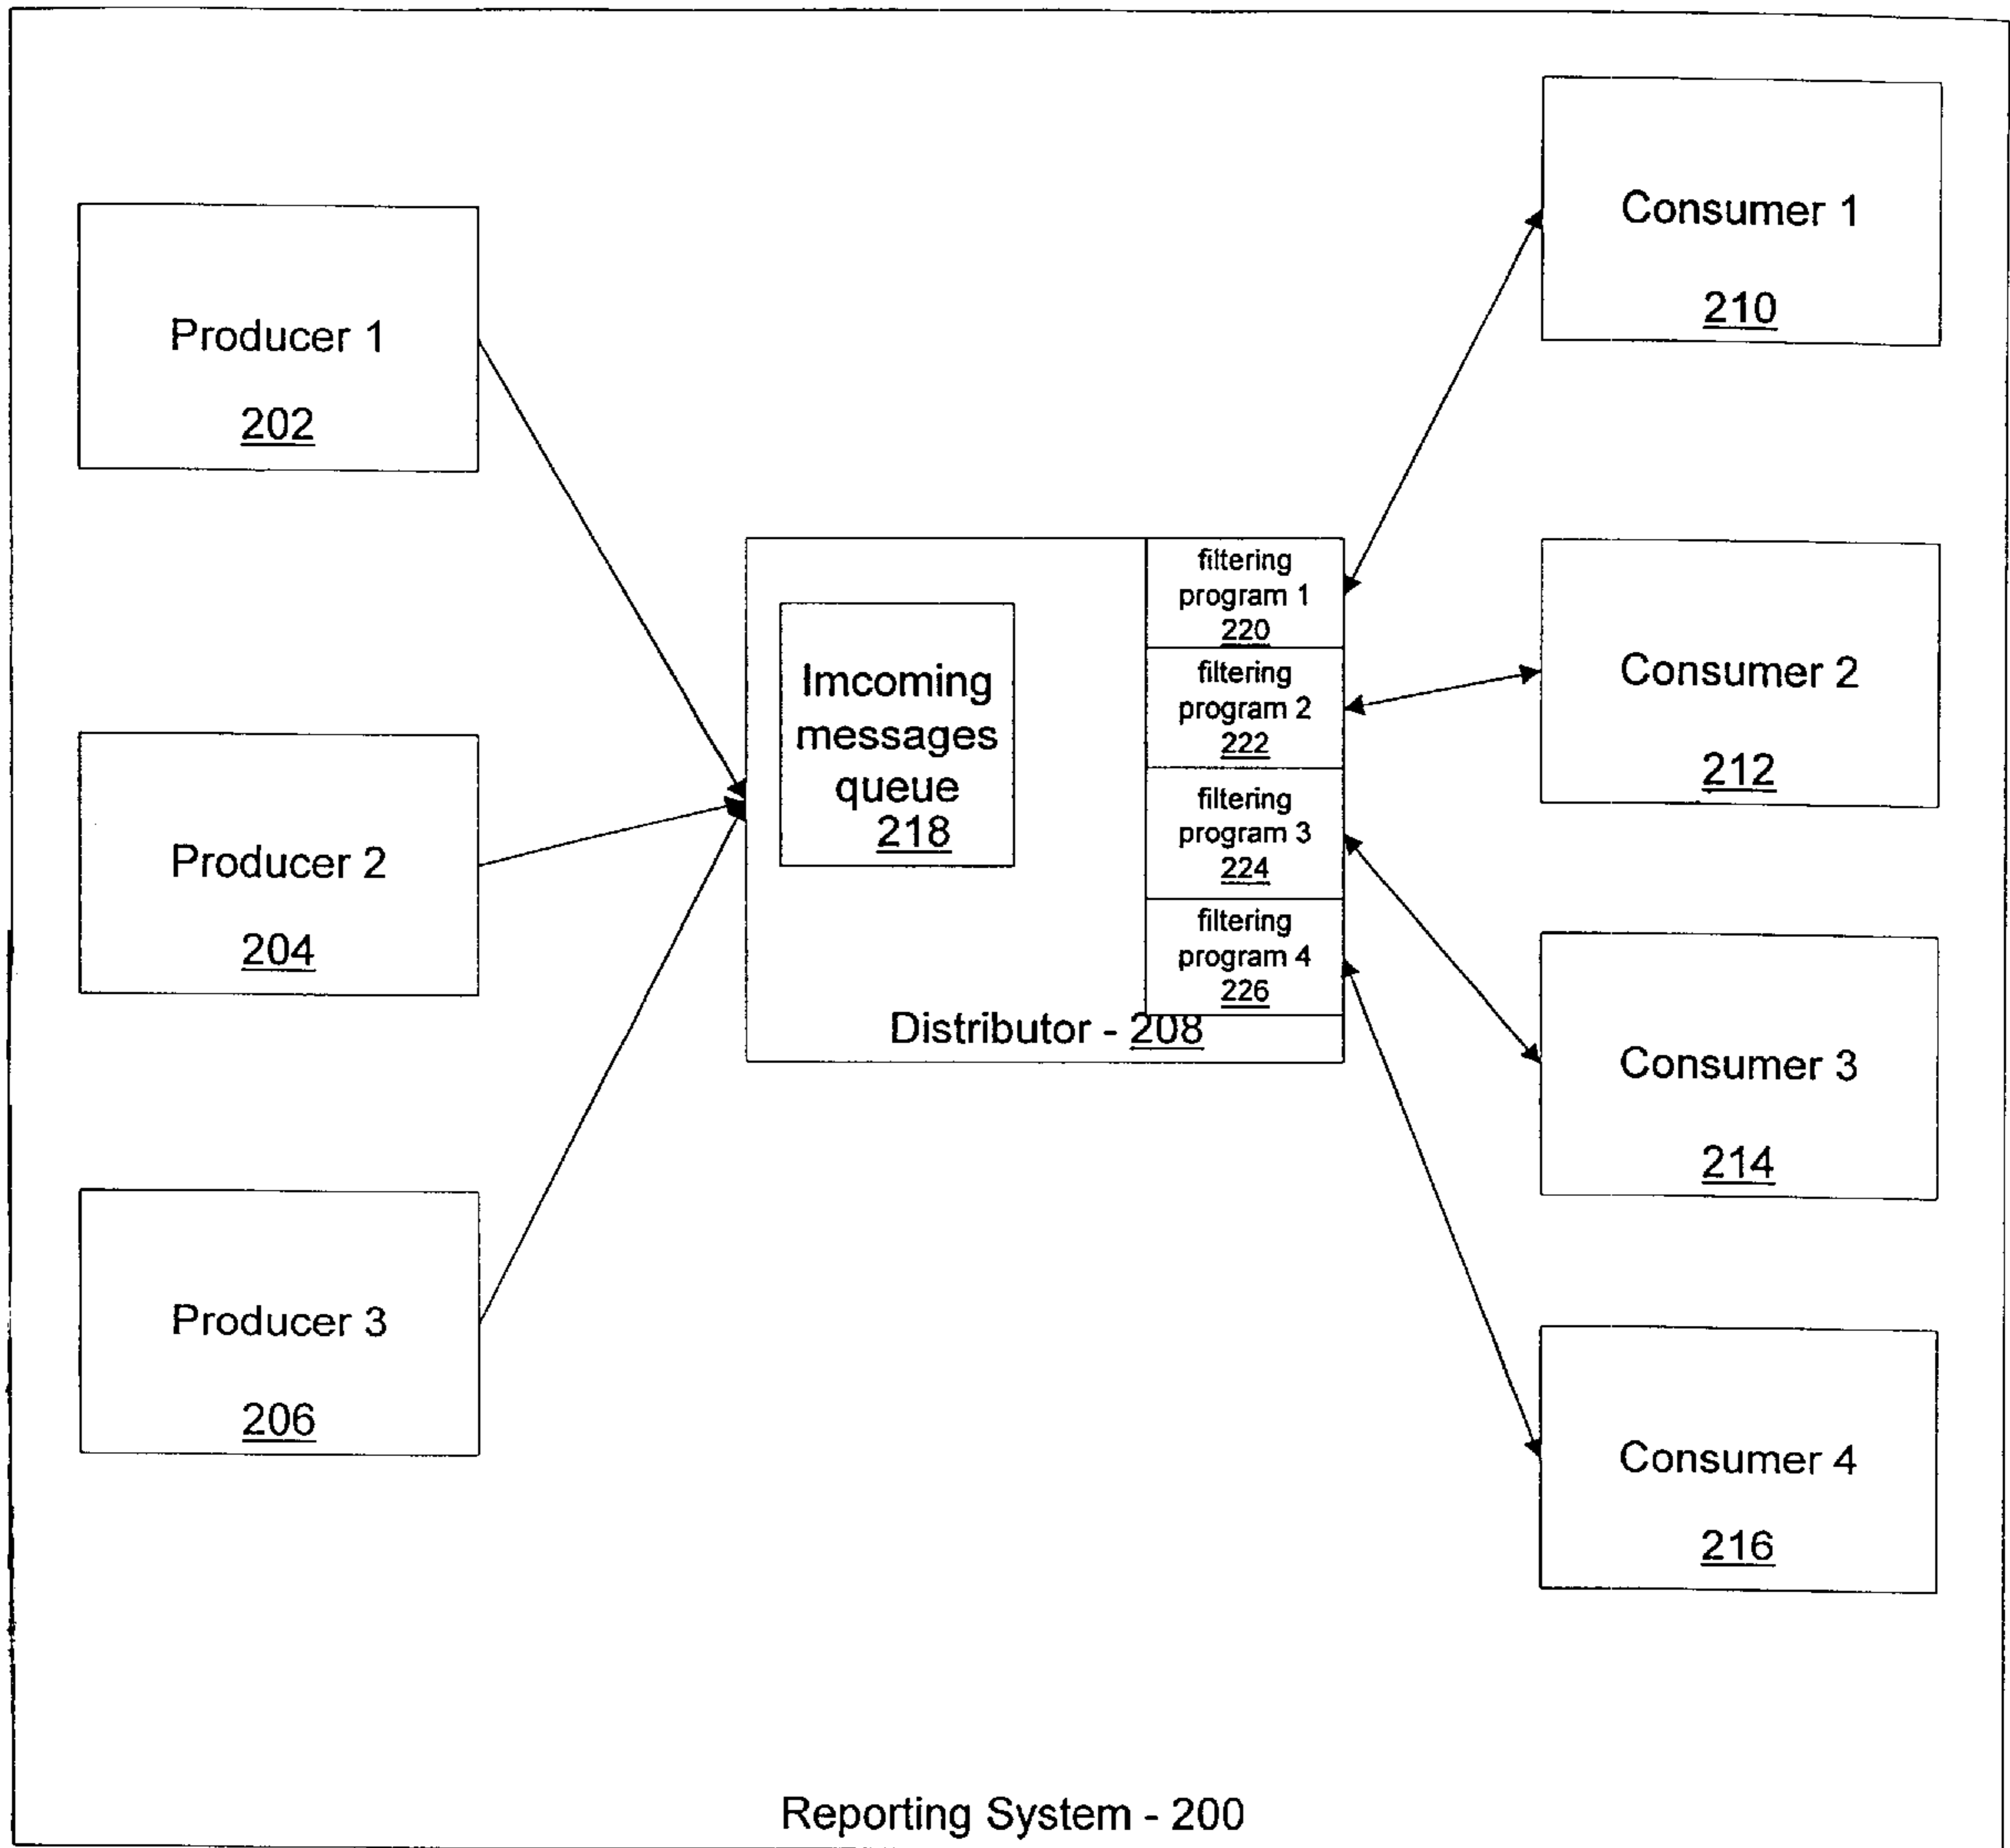 Producer 1
202
Producer 2
204
Producer 3
206
Imcoming
messages
queue
218
filtering
program 1
220
filtering
program 2
222
filtering
program 3
224
filtering
program 4
226
Distributor - 208
Consumer 1
210
Consumer 2
212
Consumer 3
214
Consumer 4
216
Reporting System - 200